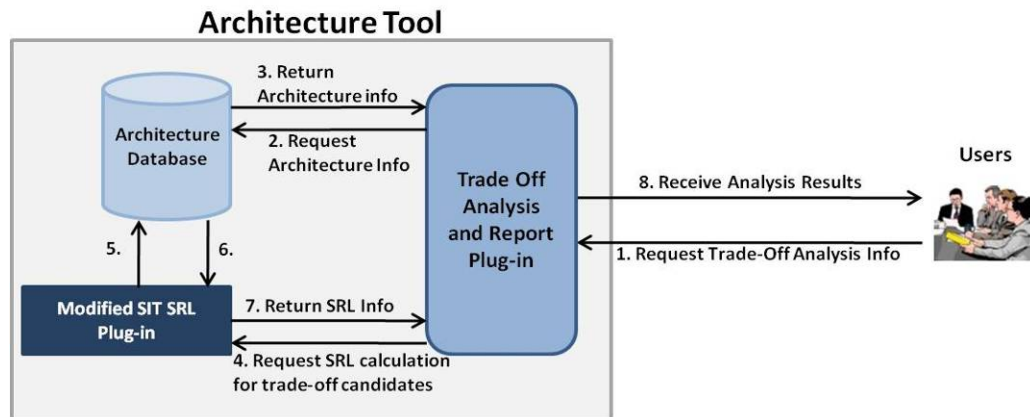 Architecture Tool
3. Return
Architecture info
Architecture
Database
2. Request
Architecture Info
Trade Off
Analysis
and Report
Plug-in
Users
8. Receive Analysis Results
1. Request Trade-Off Analysis Info
5.
6.
Modified SIT SRL
Plug-in
7. Return SRL Info
4. Request SRL calculation
for trade-off candidates